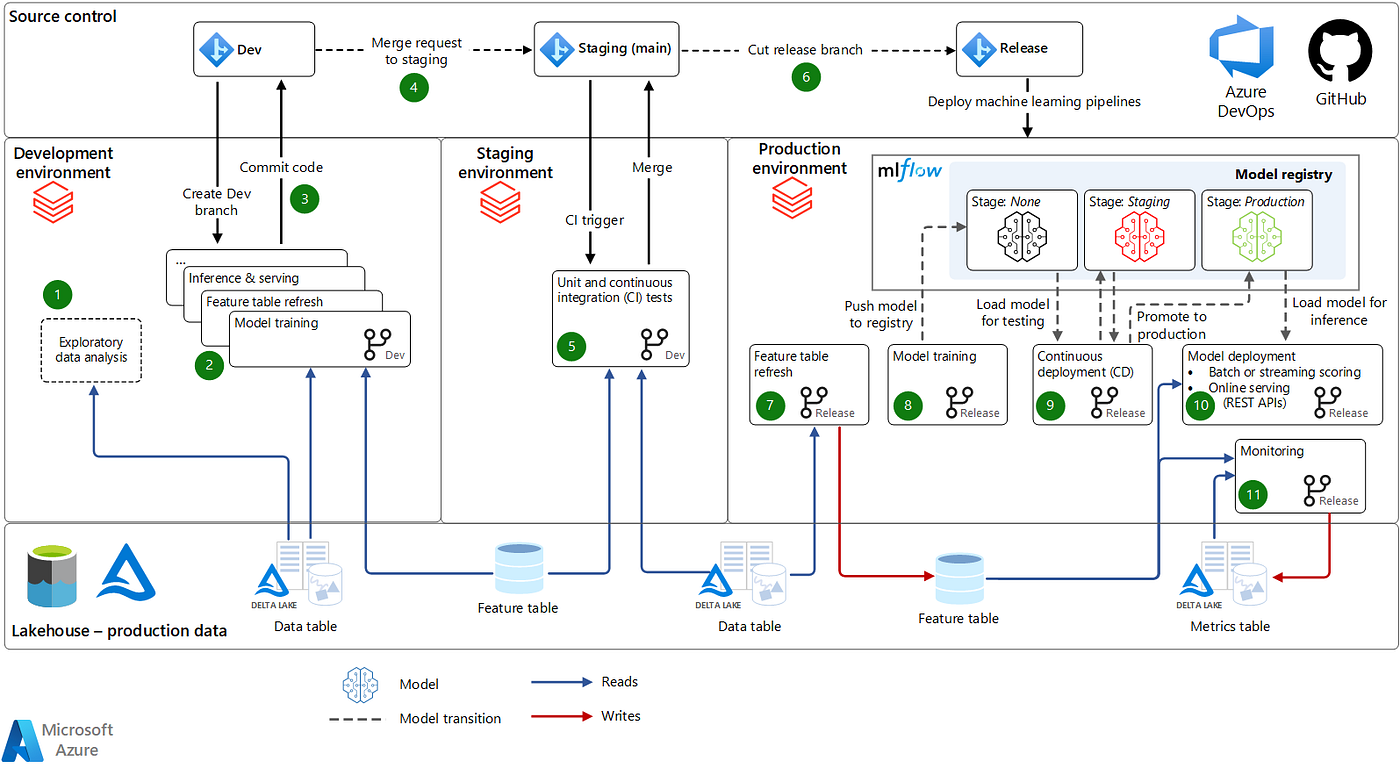 Source control
Dev
Merge request
to staging
4
Staging (main)
Cut release branch
6
Release
Deploy machine learning pipelines
Azure
DevOps
GitHub
Development
environment
Create Dev
branch
Commit code
3
...
Inference & serving
Feature table refresh
Model training
Dev
1
Exploratory
data analysis
2
Staging
environment
CI trigger
Merge
Unit and continuous
integration (CI) tests
5
Dev
Production
environment
mlflow
Model registry
Stage: None
Stage: Staging
Stage: Production
Push model
to registry
Load model
for testing
Promote to
production
Load model for
inference
Feature table
refresh
7
Release
Model training
8
Release
Continuous
deployment (CD)
9
Release
Model deployment
• Batch or streaming scoring
• Online serving
(REST APIs)
10
Release
Monitoring
11
Release
Lakehouse – production data
DELTA LAKE
Data table
Feature table
DELTA LAKE
Data table
Feature table
DELTA LAKE
Metrics table
Model
Reads
Model transition
Writes
Microsoft
Azure